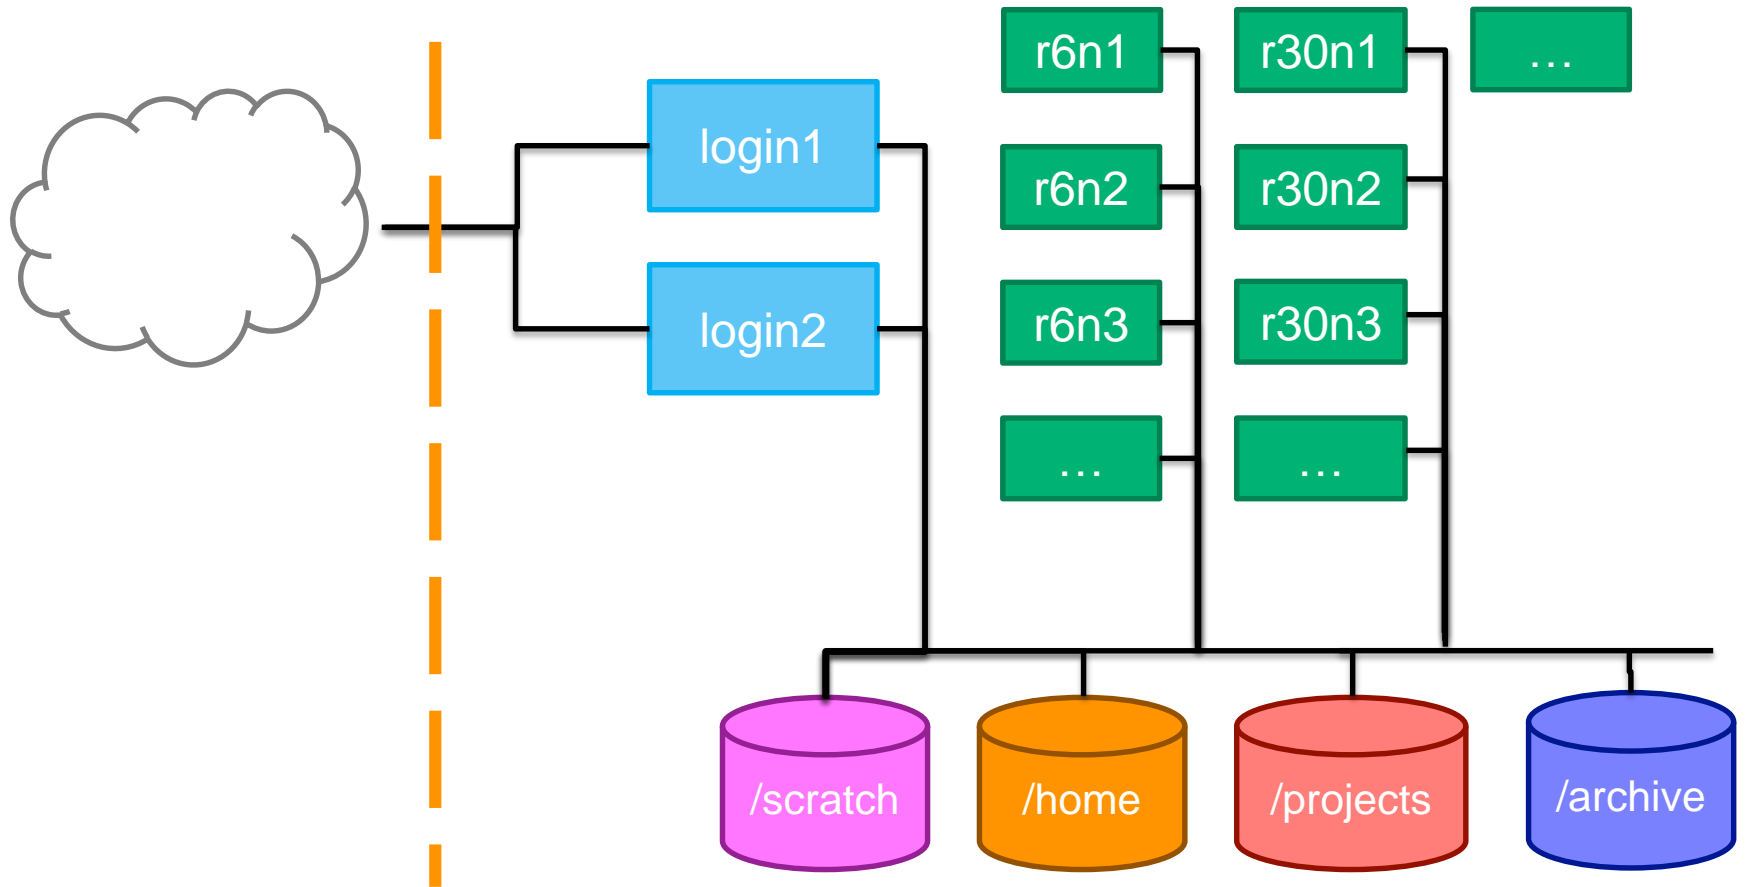 r6n1
r30n1
...
login1
r6n2
r30n2
login2
r6n3
r30n3
...
...
/scratch
/home
/projects
/archive